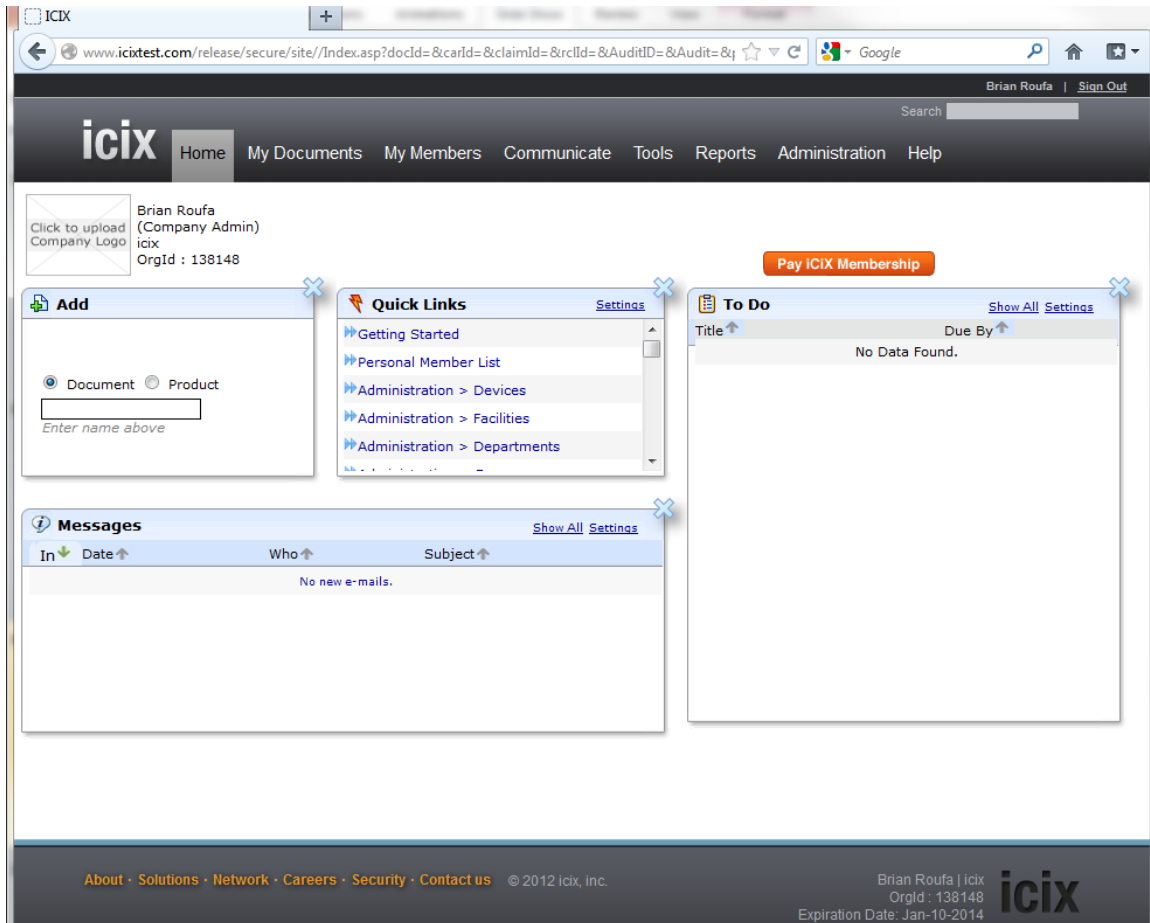 ICIX
www.icixtest.com/release/secure/site//Index.asp?docId=&carId=&claimId=&rclId=&AuditID=&Audit=&
Google
Brian Roufa | Sign Out
Search
icix
Home My Documents My Members Communicate Tools Reports Administration Help
Click to upload
Company Logo
Brian Roufa
(Company Admin)
icix
OrgId : 138148
Pay iCiX Membership
Add
Document Product
Enter name above
Quick Links Settings
Getting Started
Personal Member List
Administration > Devices
Administration > Facilities
Administration > Departments
To Do Show All Settings
Title Due By
No Data Found.
Messages Show All Settings
In Date Who Subject
No new e-mails.
About · Solutions · Network · Careers · Security · Contact us © 2012 icix, inc.
Brian Roufa | icix
OrgId : 138148
Expiration Date: Jan-10-2014
icix